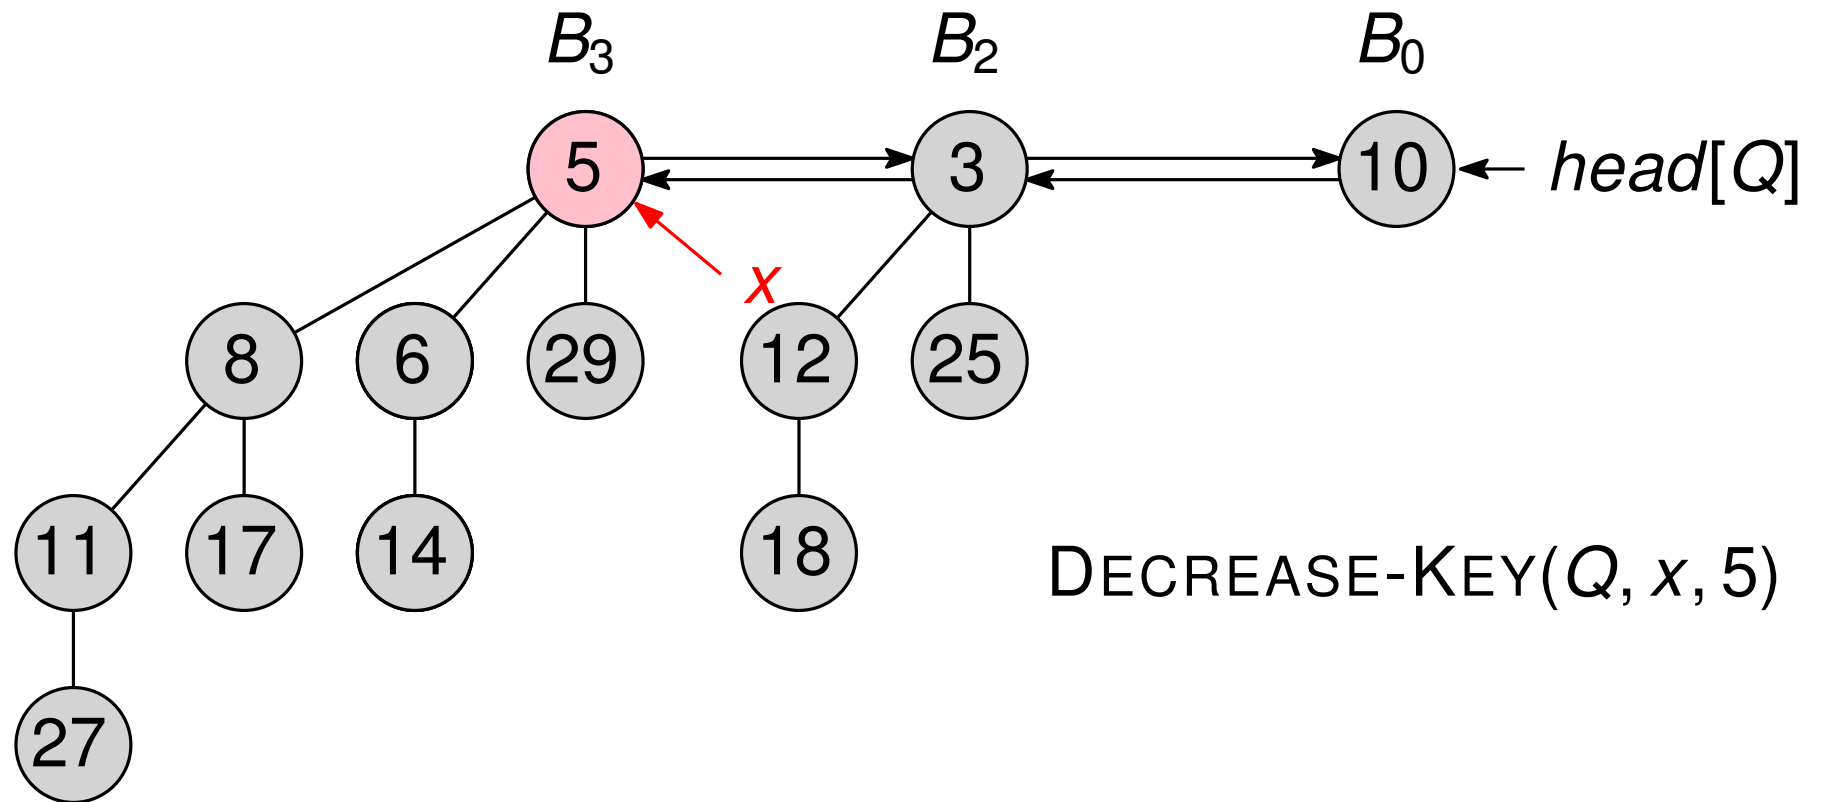 B3 B2 B0
5 3 10 head[Q]
x
8 6 29 12 25
11 17 14 18
DECREASE-KEY(Q, x, 5)
27